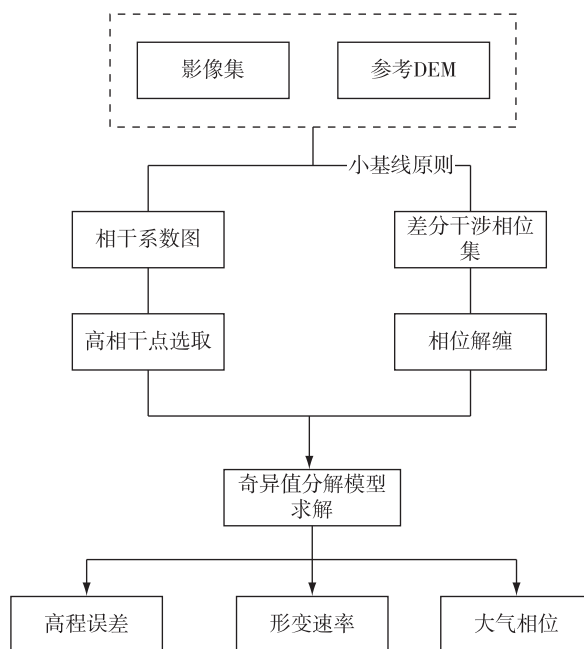 影像集
参考DEM
小基线原则
相干系数图
差分干涉相位
集
高相干点选取
相位解缠
奇异值分解模型
求解
高程误差
形变速率
大气相位